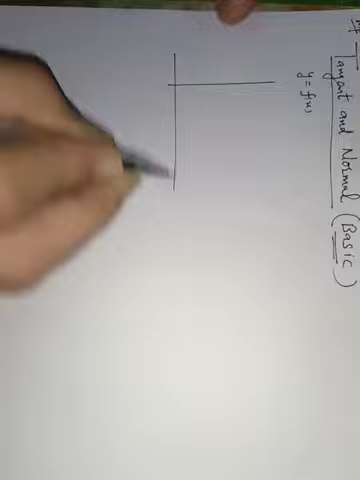 # Tangent and Normal (Basic)
y = f(x)